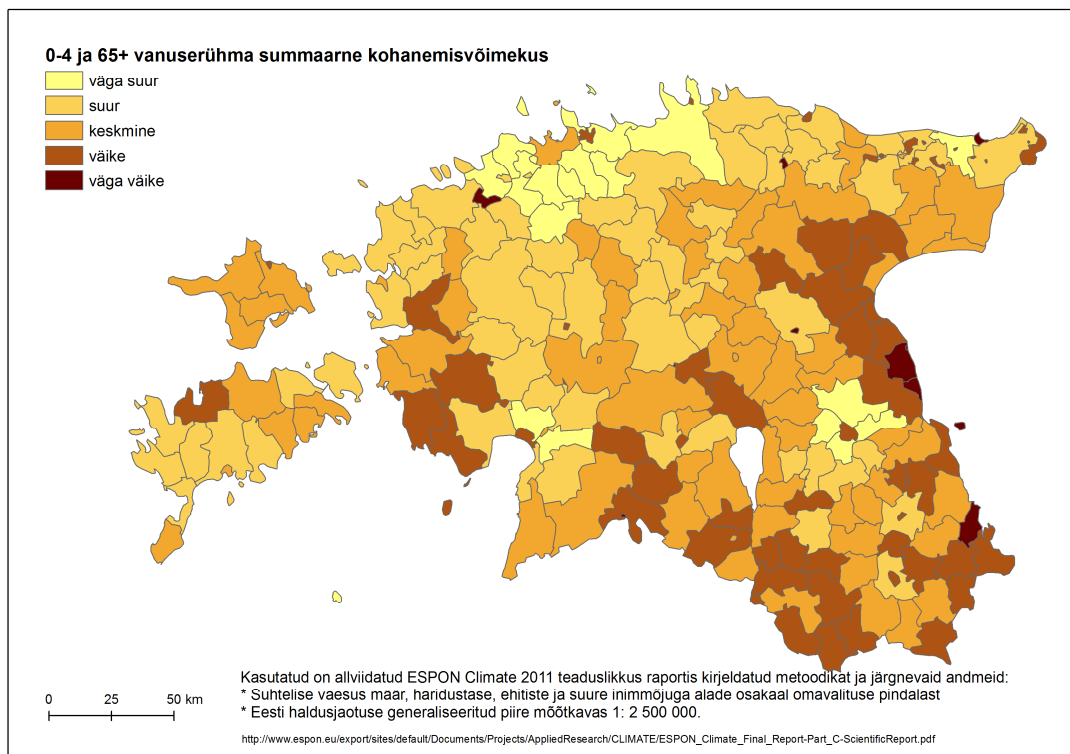 0-4 ja 65+ vanuserühma summaarne kohanemisvõimekus
väga suur
suur
keskmine
väike
väga väike
Kasutatud on allviidatud ESPON Climate 2011 teaduslikkus raportis kirjeldatud metoodikat ja järgnevaid andmeid:
* Suhtelise vaesus määr, haridustase, ehitiste ja suure inimmõjuga alade osakaal omavalituse pindalast
* Eesti haldusjaotuse generaliseeritud piire mõõtkavas 1: 2 500 000.
0 25 50 km
http://www.espon.eu/export/sites/default/Documents/Projects/AppliedResearch/CLIMATE/ESPON_Climate_Final_Report-Part_C-ScientificReport.pdf